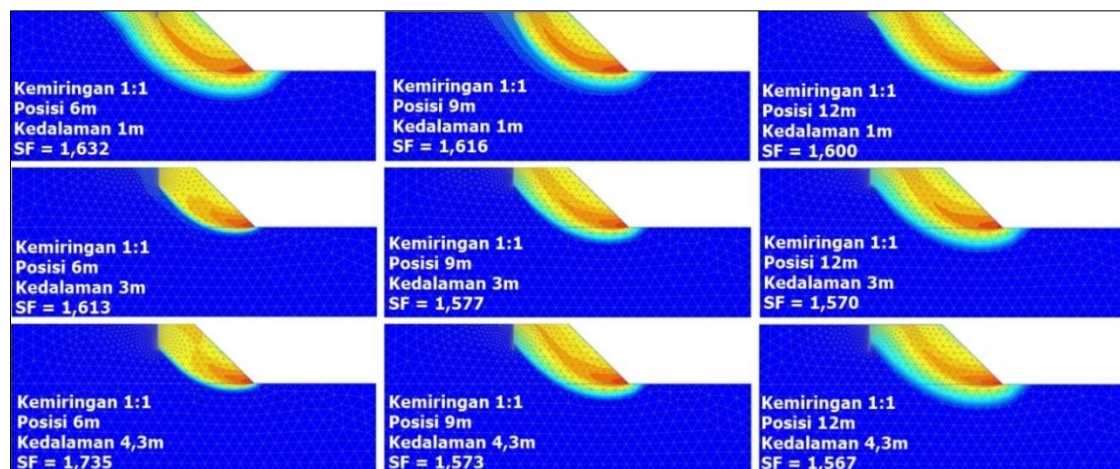 Kemiringan 1:1
Posisi 6m
Kedalaman 1m
SF = 1,632
Kemiringan 1:1
Posisi 9m
Kedalaman 1m
SF = 1,616
Kemiringan 1:1
Posisi 12m
Kedalaman 1m
SF = 1,600
Kemiringan 1:1
Posisi 6m
Kedalaman 3m
SF = 1,613
Kemiringan 1:1
Posisi 9m
Kedalaman 3m
SF = 1,577
Kemiringan 1:1
Posisi 12m
Kedalaman 3m
SF = 1,570
Kemiringan 1:1
Posisi 6m
Kedalaman 4,3m
SF = 1,735
Kemiringan 1:1
Posisi 9m
Kedalaman 4,3m
SF = 1,573
Kemiringan 1:1
Posisi 12m
Kedalaman 4,3m
SF = 1,567